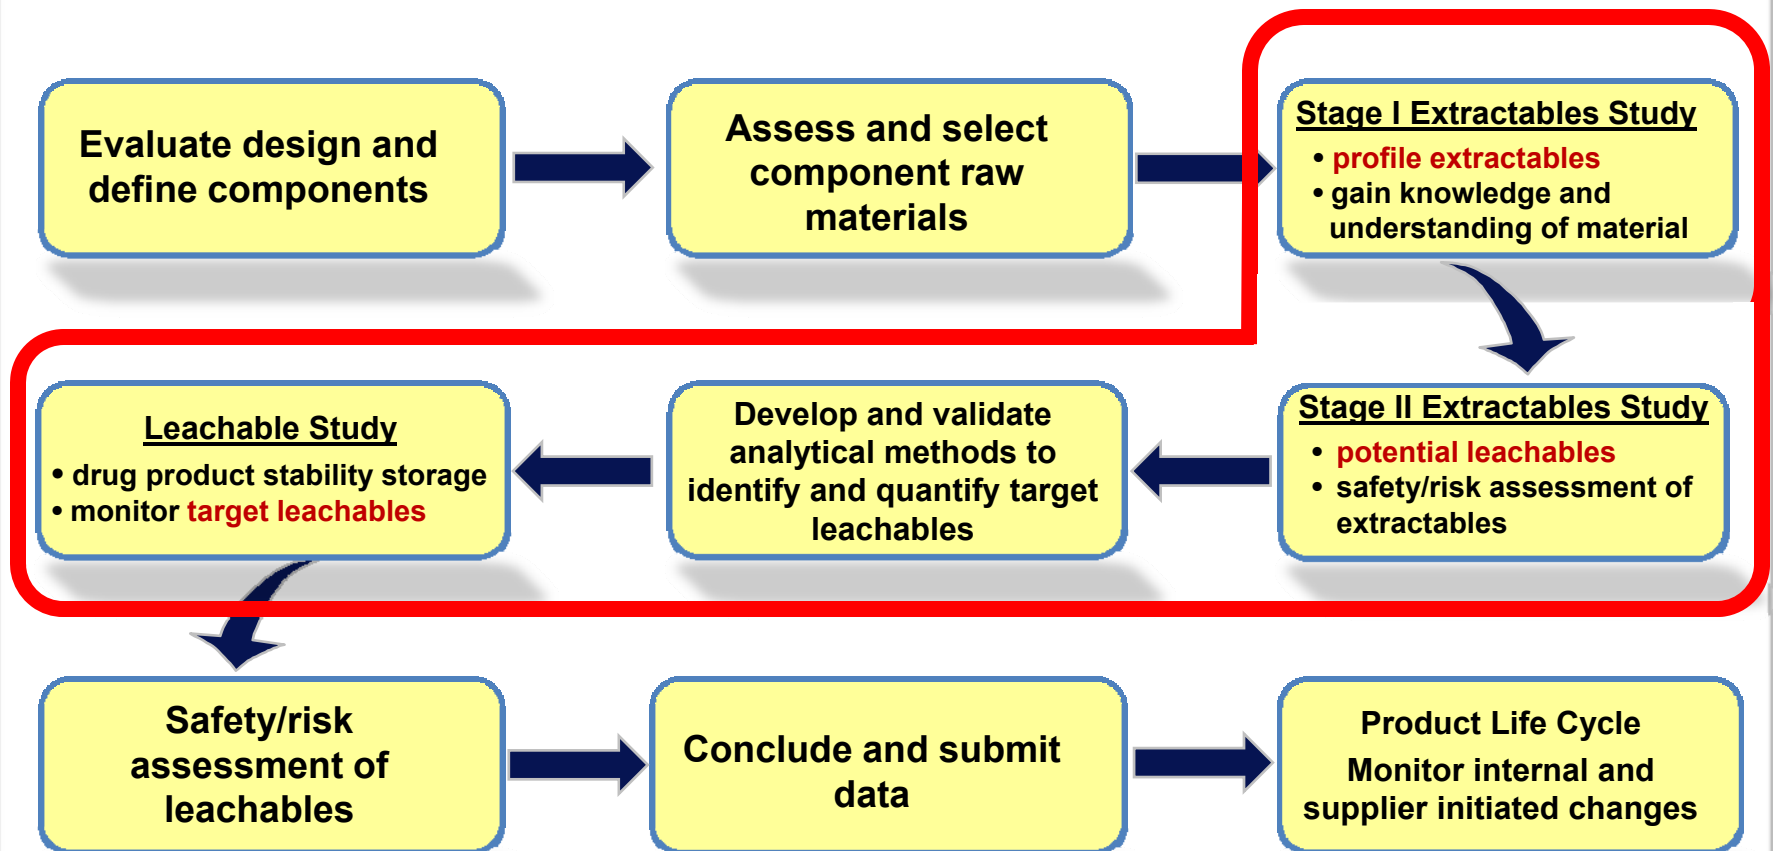 Evaluate design and
define components
Assess and select
component raw
materials
Stage I Extractables Study
• profile extractables
• gain knowledge and
understanding of material
Stage II Extractables Study
• potential leachables
• safety/risk assessment of
extractables
Develop and validate
analytical methods to
identify and quantify target
leachables
Leachable Study
• drug product stability storage
• monitor target leachables
Safety/risk
assessment of
leachables
Conclude and submit
data
Product Life Cycle
Monitor internal and
supplier initiated changes